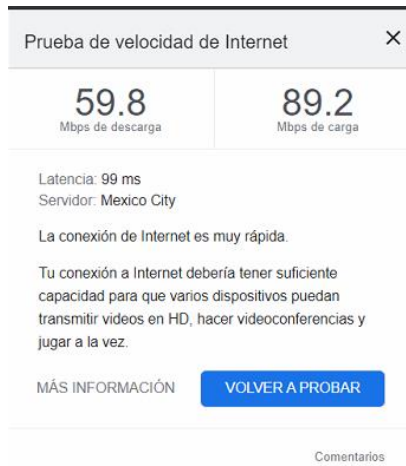 Prueba de velocidad de Internet
59.8
Mbps de descarga
89.2
Mbps de carga
Latencia: 99 ms
Servidor: Mexico City
La conexión de Internet es muy rápida.
Tu conexión a Internet debería tener suficiente
capacidad para que varios dispositivos puedan
transmitir videos en HD, hacer videoconferencias y
jugar a la vez.
MÁS INFORMACIÓN
VOLVER A PROBAR
Comentarios